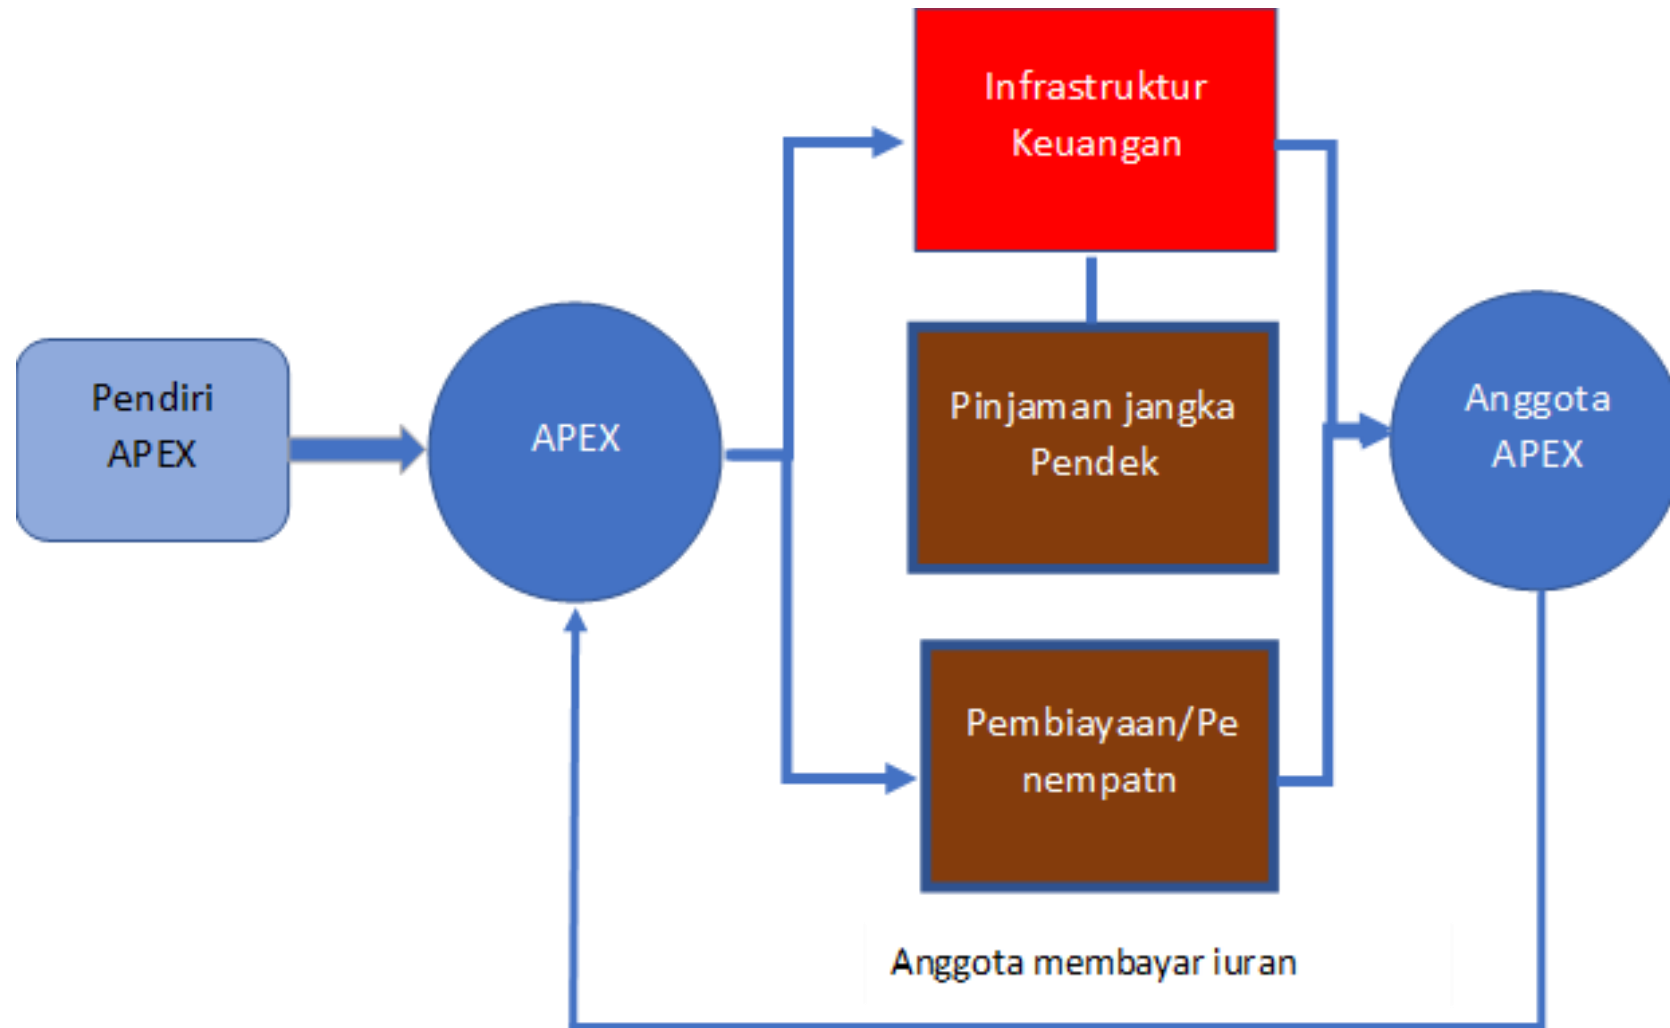 Infrastruktur
Keuangan
Pendiri
APEX
APEX
Pinjaman jangka
Pendek
Anggota
APEX
Pembiayaan/Pe
nempatn
Anggota membayar iuran